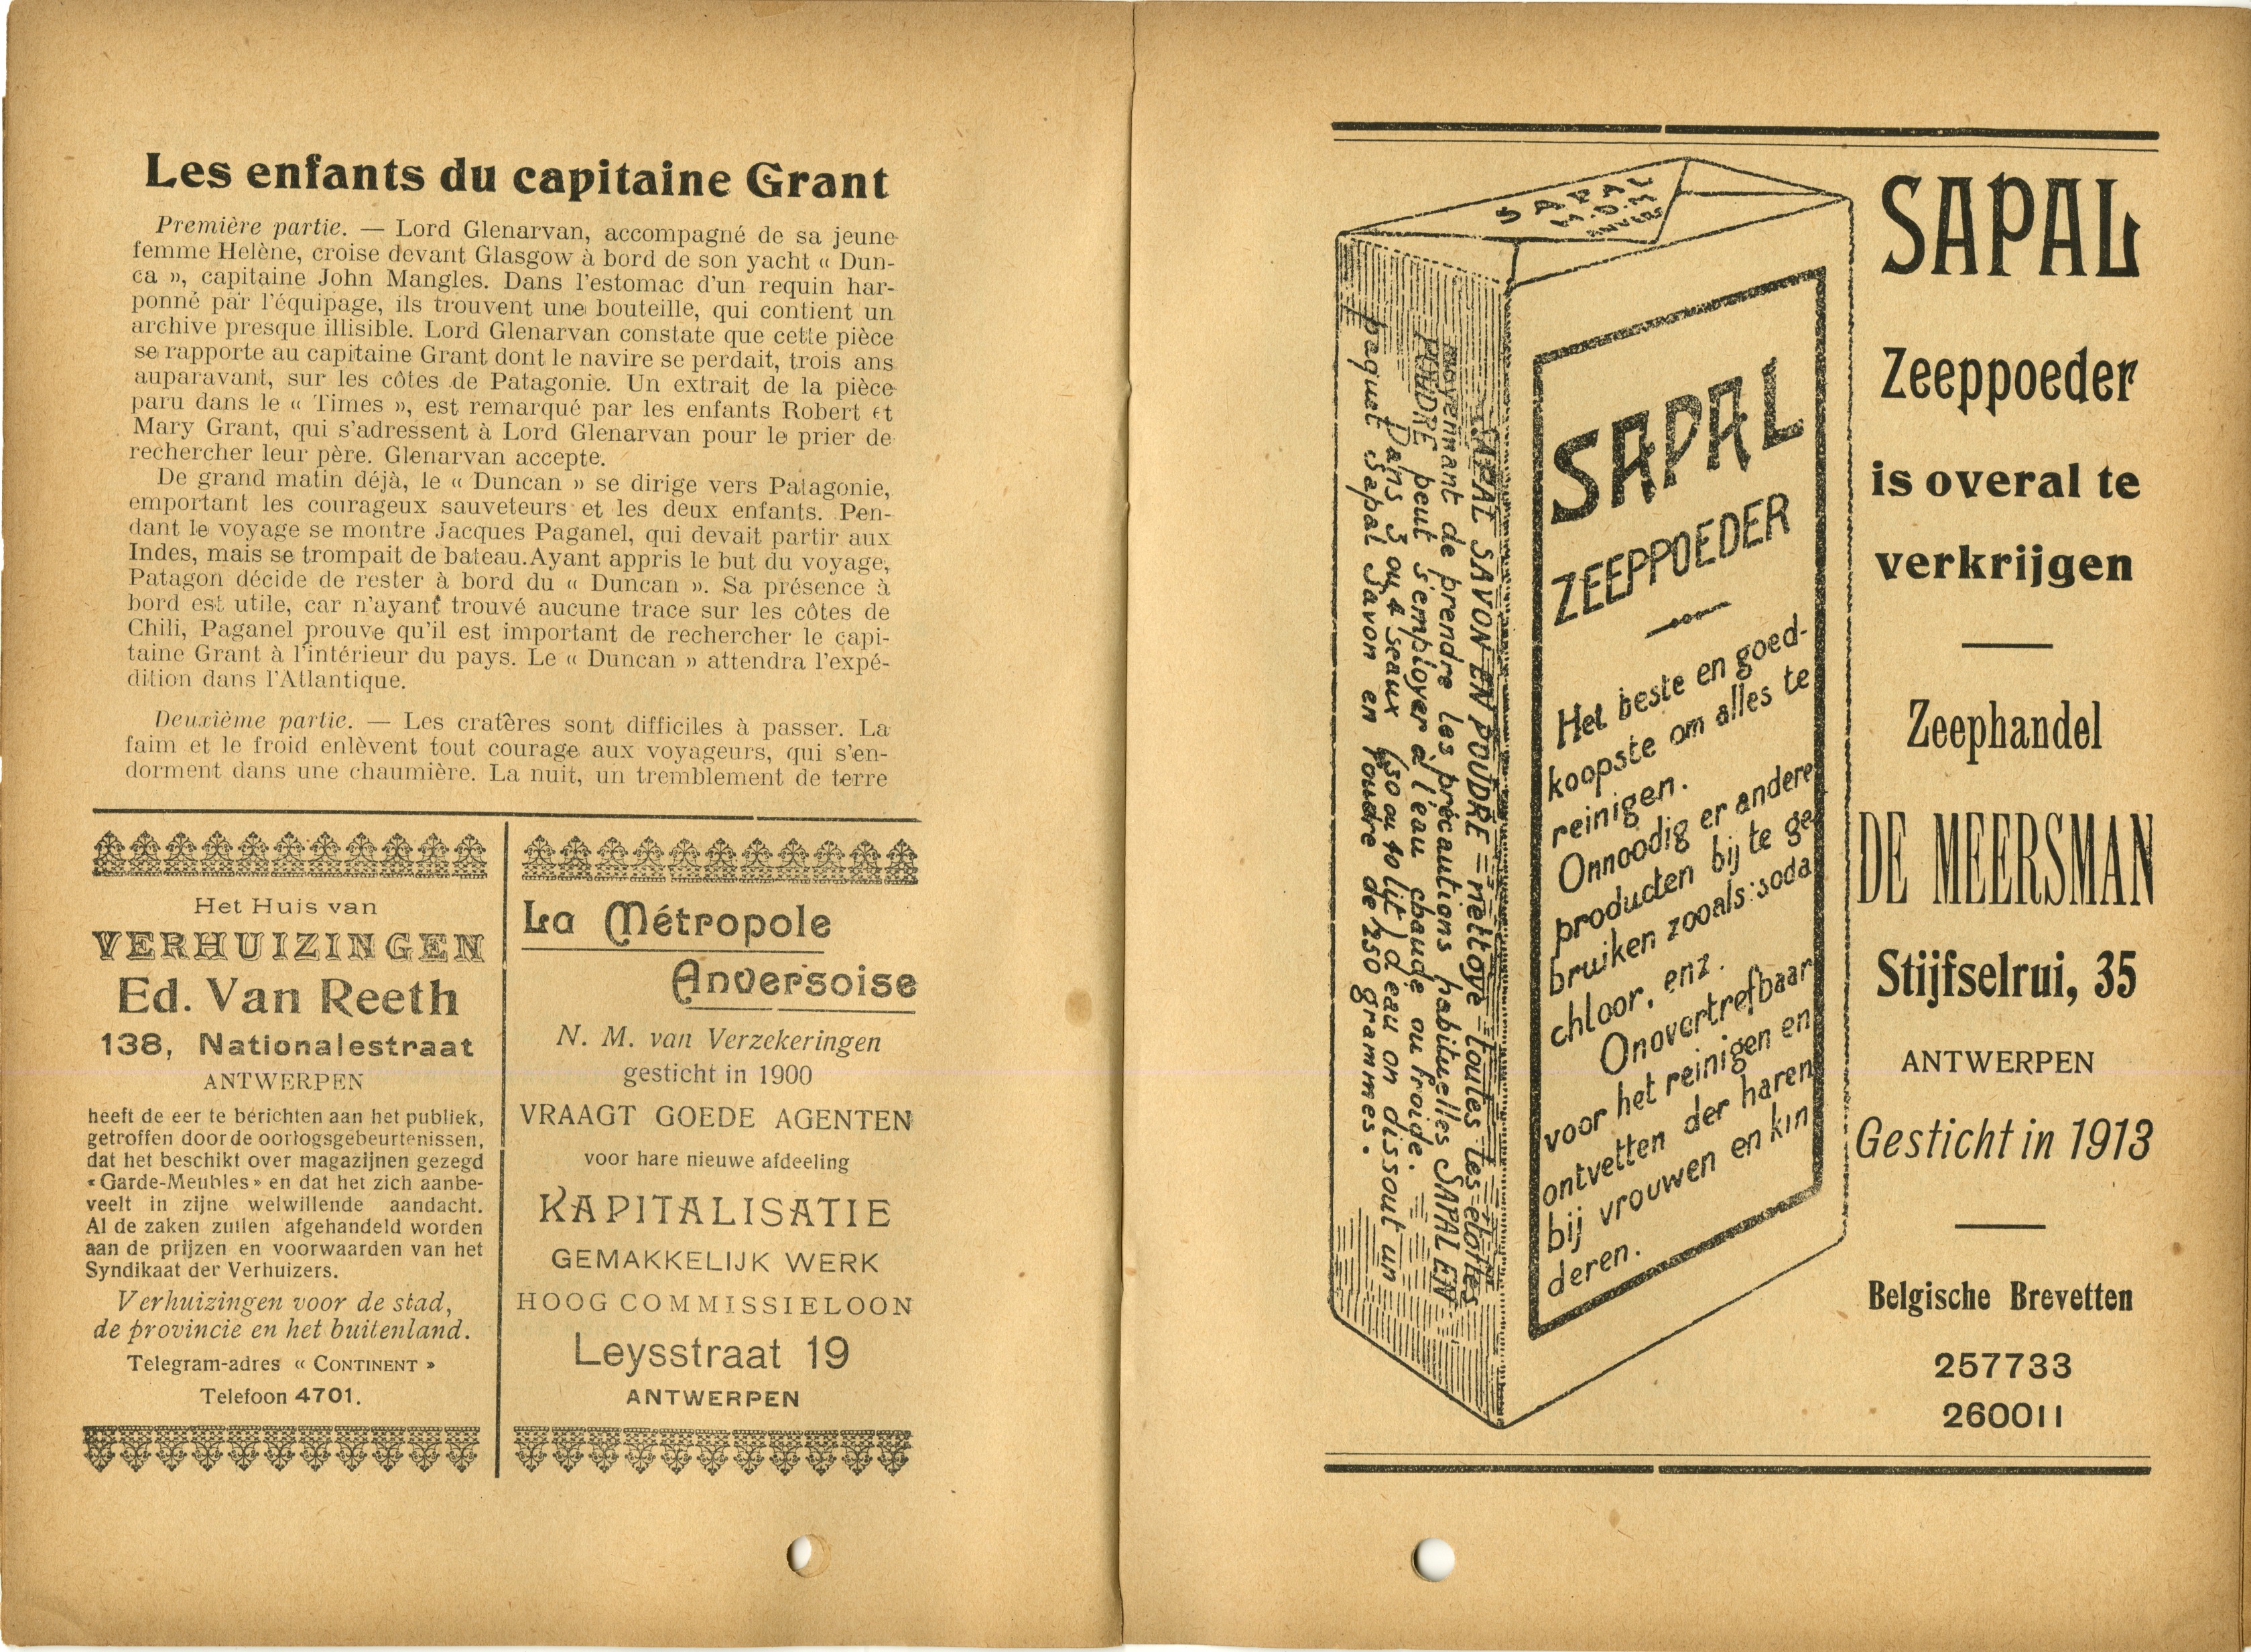 Les enfants du capitaine Grant
Première partie. — Lord Glenarvan, accompagné de sa jeune
femme Helène, croise devant Glasgow à bord de son yacht « Dun-
ca », capitaine John Mangles. Dans l'estomac d'un requin har-
ponné par l'équipage, ils trouvent une bouteille, qui contient un
archive presque illisible. Lord Glenarvan constate que cette pièce
se rapporte au capitaine Grant dont le navire se perdait, trois ans
auparavant, sur les côtes de Patagonie. Un extrait de la pièce
paru dans le « Times », est remarqué par les enfants Robert et
Mary Grant, qui s'adressent à Lord Glenarvan pour le prier de
rechercher leur père. Glenarvan accepte.
De grand matin déjà, le « Duncan » se dirige vers Patagonie,
emportant les courageux sauveteurs et les deux enfants. Pen-
dant le voyage se montre Jacques Paganel, qui devait partir aux
Indes, mais se trompait de bateau.Ayant appris le but du voyage,
Patagon décide de rester à bord du « Duncan ». Sa présence à
bord est utile, car n'ayant trouvé aucune trace sur les côtes de
Chili, Paganel prouve qu'il est important de rechercher le capi-
taine Grant à l'intérieur du pays. Le « Duncan » attendra l'expé-
dition dans l'Atlantique.
Deuxième partie. — Les cratères sont difficiles à passer. La
faim et le froid enlèvent tout courage aux voyageurs, qui s'en-
dorment dans une chaumière. La nuit, un tremblement de terre
Het Huis van
VERHUIZINGEN
Ed. Van Reeth
138, Nationalestraat
ANTWERPEN
heeft de eer te berichten aan het publiek,
getroffen door de oorlogsgebeurtenissen,
dat het beschikt over magazijnen gezegd
« Garde-Meubles » en dat het zich aanbe-
veelt in zijne welwillende aandacht.
Al de zaken zullen afgehandeld worden
aan de prijzen en voorwaarden van het
Syndikaat der Verhuizers.
Verhuizingen voor de stad,
de provincie en het buitenland.
Telegram-adres « CONTINENT »
Telefoon 4701.
La Métropole
Anversoise
N. M. van Verzekeringen
gesticht in 1900
VRAAGT GOEDE AGENTEN
voor hare nieuwe afdeeling
KAPITALISATIE
GEMAKKELIJK WERK
HOOG COMMISSIELOON
Leysstraat 19
ANTWERPEN
SAPAL
M.D.M
ANVERS
SAPAL SAVON EN POUDRE = nettoye toutes les etoffes
moyennant de prendre les précautions habituelles SAPAL EN
POUDRE peut s'employer à l'eau chaude ou froide.
Dans 3 ou 4 seaux (30 ou 40 lit) d'eau on dissout un
paquet Sapal Savon en Poudre de 250 grammes.
SAPAL
ZEEPPOEDER
Het beste en goed-
koopste om alles te
reinigen.
Onnoodig er andere
producten bij te ge
bruiken zooals: soda
chloor, enz.
Onovertrefbaar
voor het reinigen en
ontvetten der haren
bij vrouwen en kin
deren.
SAPAL
Zeeppoeder
is overal te
verkrijgen
Zeephandel
DE MEERSMAN
Stijfselrui, 35
ANTWERPEN
Gesticht in 1913
Belgische Brevetten
257733
260011